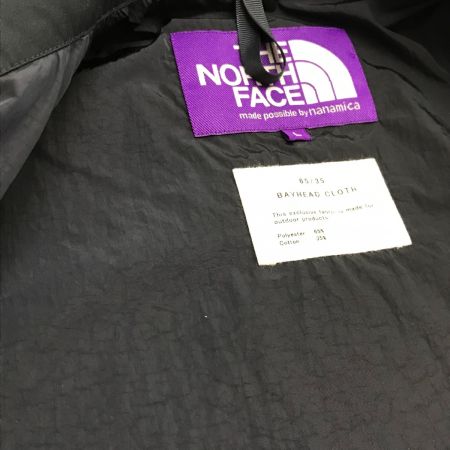 THE
NORTH
FACE
made possible by nanamica
L
65/35
BAYHEAD CLOTH
This exclusive fabric is made for
outdoor products.
Polyester 65%
Cotton 35%